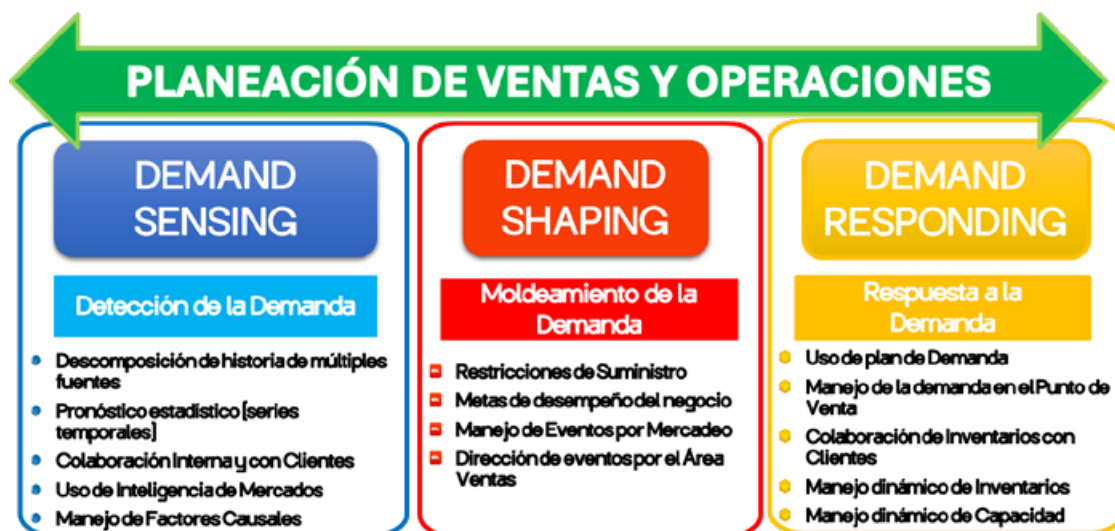 PLANEACIÓN DE VENTAS Y OPERACIONES
DEMAND
SENSING
Detección de la Demanda
Descomposición de historia de múltiples
fuentes
Pronóstico estadístico [series
temporales]
Colaboración Interna y con Clientes
Uso de Inteligencia de Mercados
Manejo de Factores Causales
DEMAND
SHAPING
Moldeamiento de la
Demanda
Restricciones de Suministro
Metas de desempeño del negocio
Manejo de Eventos por Mercadeo
Dirección de eventos por el Área
Ventas
DEMAND
RESPONDING
Respuesta a la
Demanda
Uso de plan de Demanda
Manejo de la demanda en el Punto de
Venta
Colaboración de Inventarios con
Clientes
Manejo dinámico de Inventarios
Manejo dinámico de Capacidad